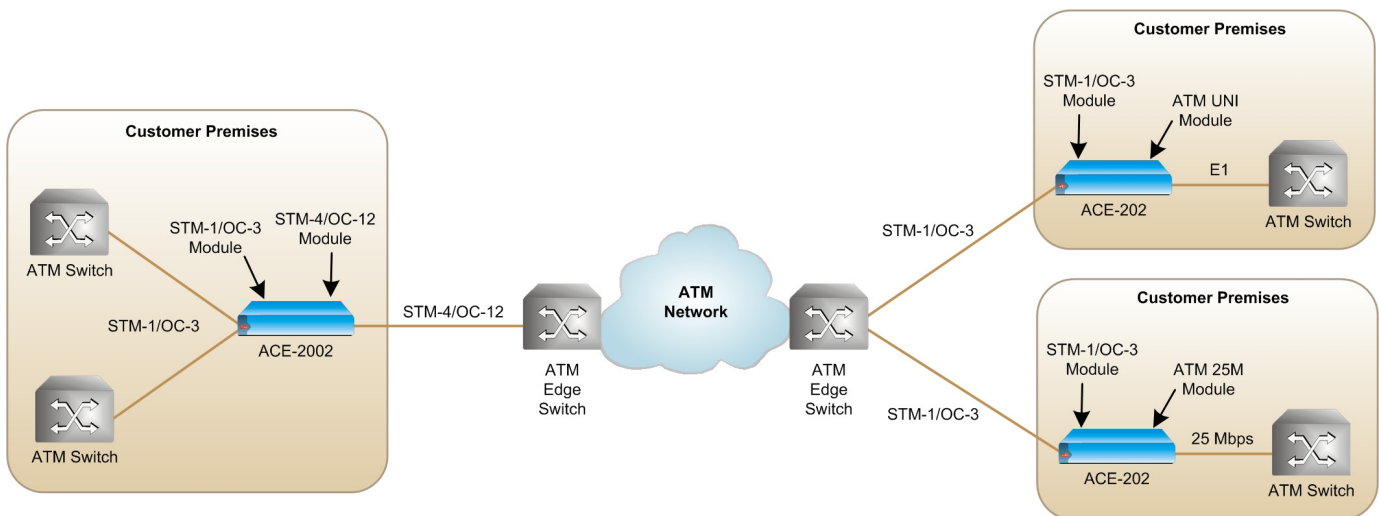 Customer Premises
ATM Switch
STM-1/OC-3
Module
STM-4/OC-12
Module
STM-1/OC-3
ACE-2002
ATM Switch
STM-4/OC-12
ATM
Edge
Switch
ATM
Network
ATM
Edge
Switch
STM-1/OC-3
STM-1/OC-3
Customer Premises
STM-1/OC-3
Module
ATM UNI
Module
E1
ACE-202
ATM Switch
Customer Premises
STM-1/OC-3
Module
ATM 25M
Module
25 Mbps
ACE-202
ATM Switch